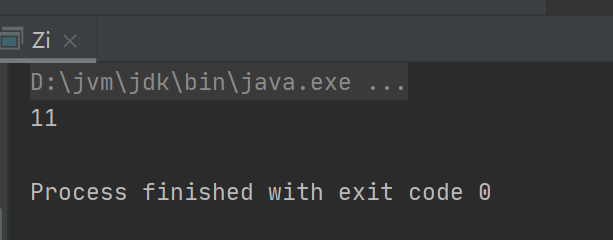 Zi
D:\jvm\jdk\bin\java.exe ...
11
Process finished with exit code 0